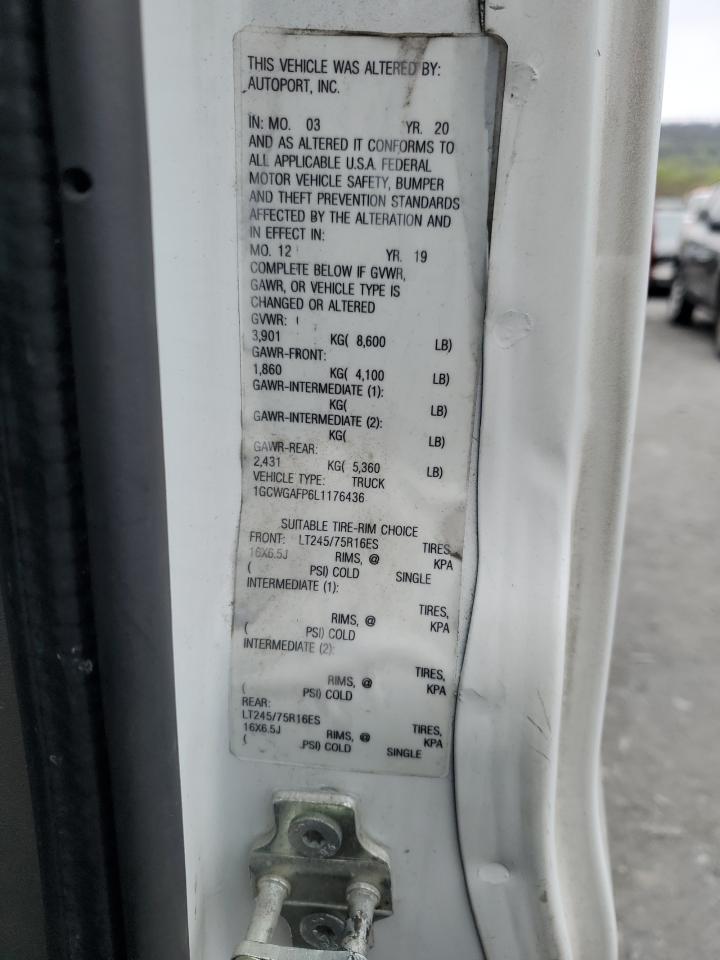 THIS VEHICLE WAS ALTERED BY:
AUTOPORT, INC.
IN: MO. 03 YR. 20
AND AS ALTERED IT CONFORMS TO
ALL APPLICABLE U.S.A. FEDERAL
MOTOR VEHICLE SAFETY, BUMPER
AND THEFT PREVENTION STANDARDS
AFFECTED BY THE ALTERATION AND
IN EFFECT IN:
MO. 12 YR. 19
COMPLETE BELOW IF GVWR,
GAWR, OR VEHICLE TYPE IS
CHANGED OR ALTERED
GVWR:
3,901 KG( 8,600 LB)
GAWR-FRONT:
1,860 KG( 4,100 LB)
GAWR-INTERMEDIATE (1):
KG( LB)
GAWR-INTERMEDIATE (2):
KG( LB)
GAWR-REAR:
2,431 KG( 5,360 LB)
VEHICLE TYPE: TRUCK
1GCWGAFP6L1176436
SUITABLE TIRE-RIM CHOICE
FRONT: LT245/75R16ES TIRES,
16X6.5J RIMS, @ KPA
( PSI) COLD SINGLE
INTERMEDIATE (1):
TIRES,
RIMS, @ KPA
( PSI) COLD
INTERMEDIATE (2):
TIRES,
RIMS, @ KPA
( PSI) COLD
REAR:
LT245/75R16ES TIRES,
16X6.5J RIMS, @ KPA
( PSI) COLD SINGLE